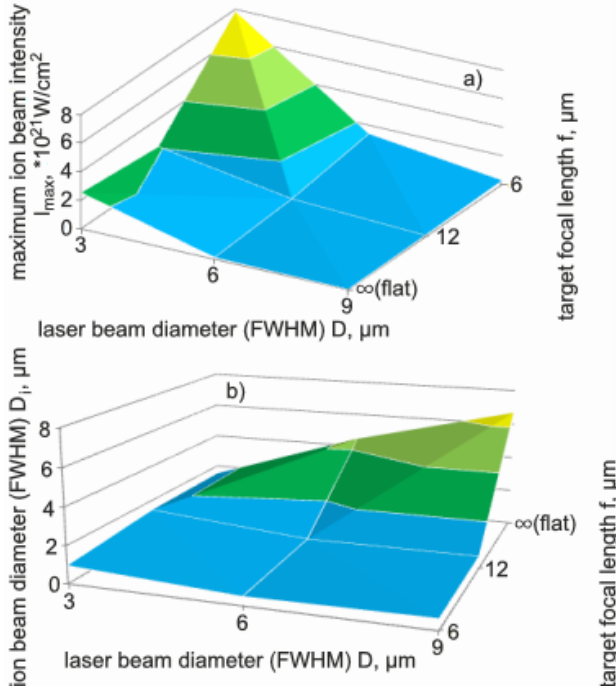 a)
maximum ion beam intensity
I_max, *10^21W/cm^2
8
6
4
2
0
3
6
9
6
12
∞(flat)
target focal length f, μm
laser beam diameter (FWHM) D, μm
b)
ion beam diameter (FWHM) D_i, μm
8
6
4
2
0
3
6
9
∞(flat)
12
6
target focal length f, μm
laser beam diameter (FWHM) D, μm